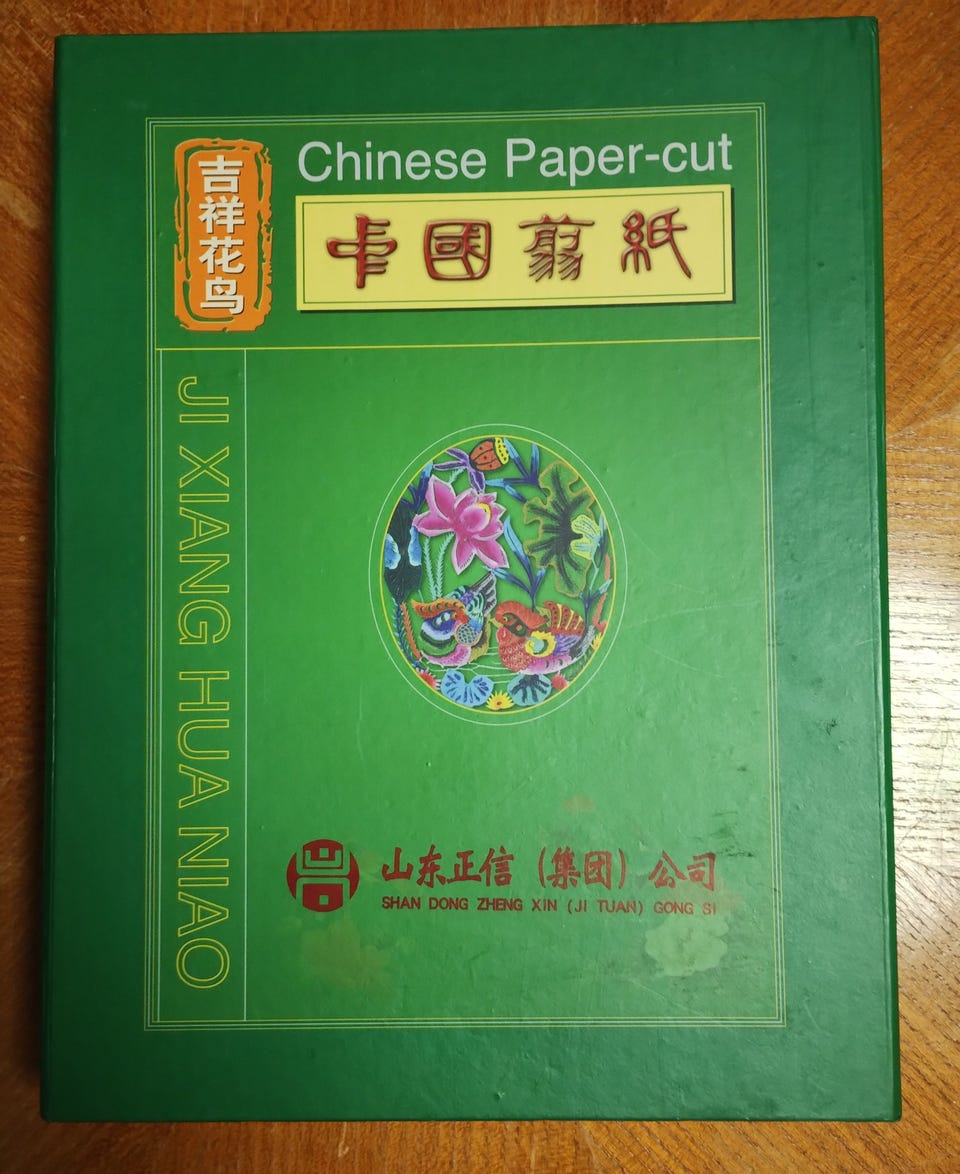 吉祥花鸟
Chinese Paper-cut
中國剪紙
JI XIANG HUA NIAO
山东正信（集团）公司
SHAN DONG ZHENG XIN (JI TUAN) GONG SI